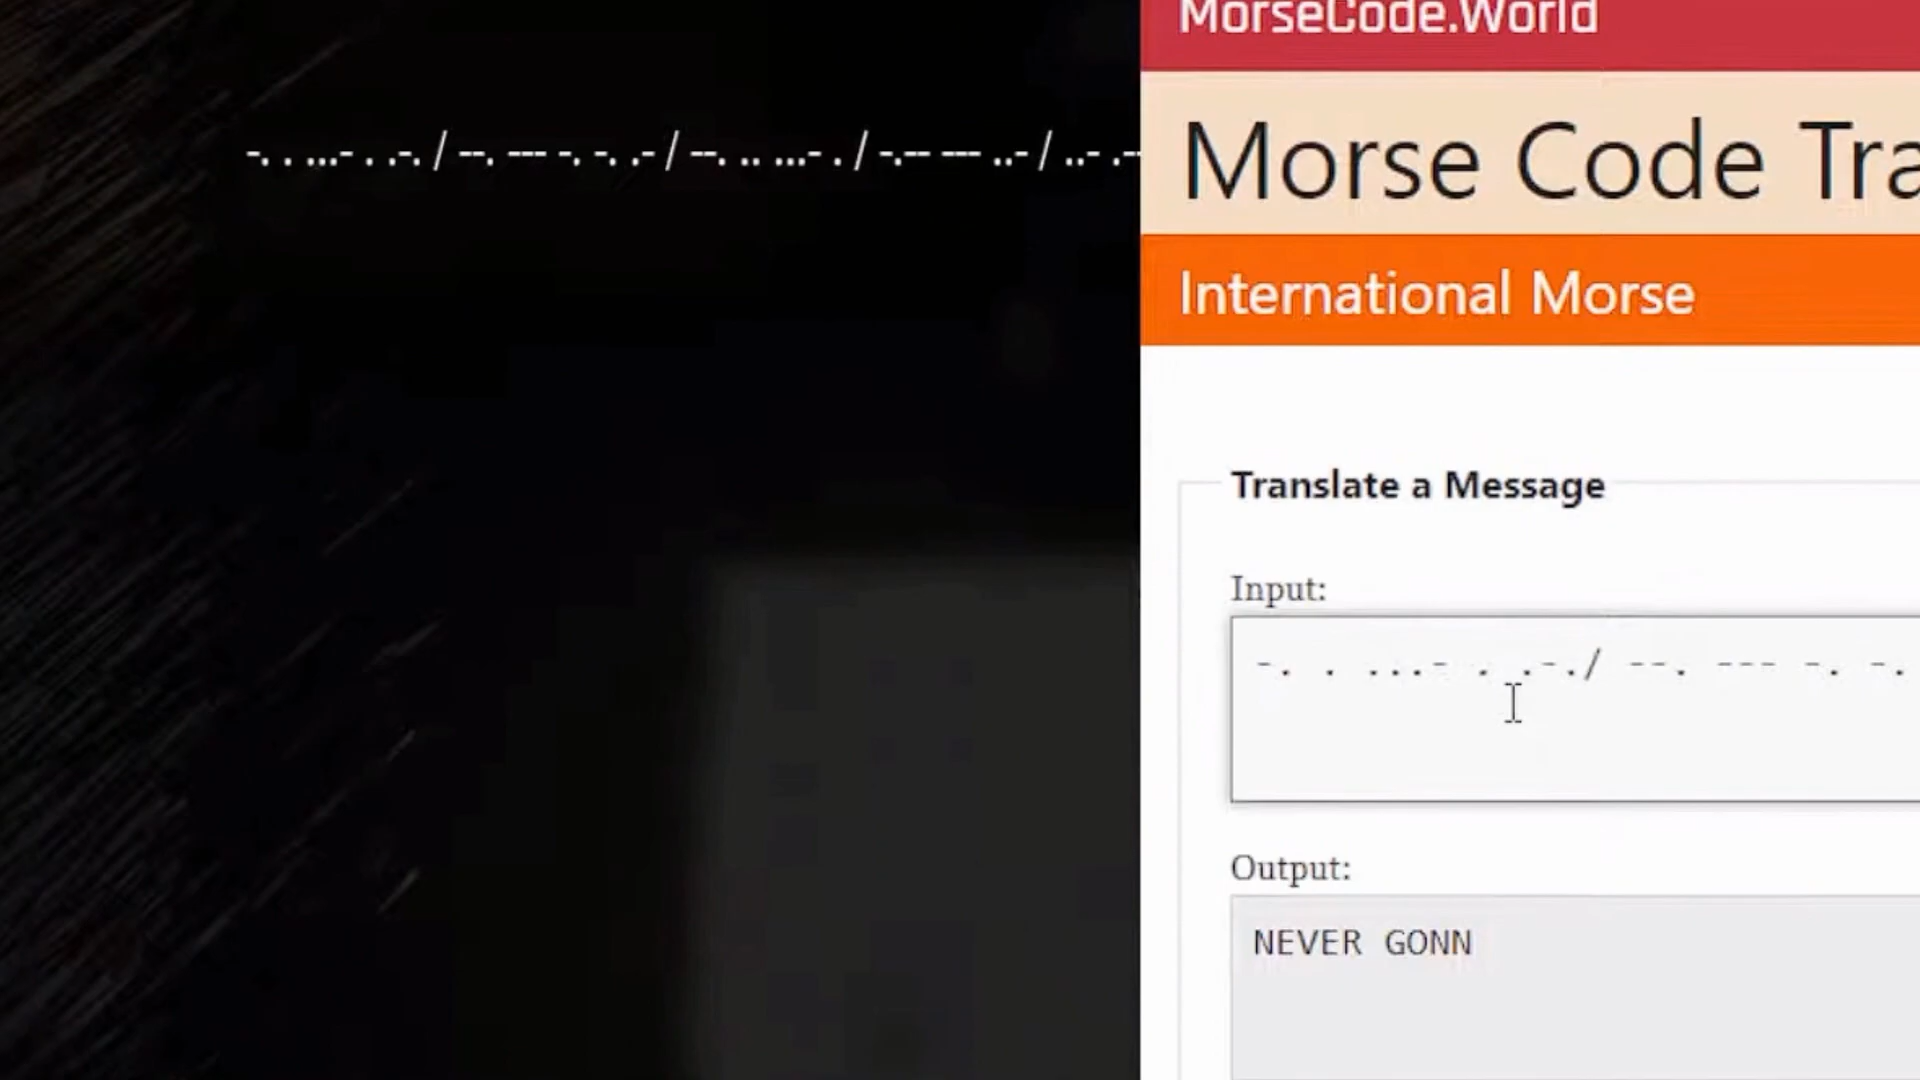 -. . ...- . .-. / --. --- -. -. .- / --. .. ...- . / -.-- --- ..- / ..- .--
MorseCode.World
Morse Code Tra
International Morse
Translate a Message
Input:
-. . ...- . .-./ --. --- -. -.
Output:
NEVER GONN